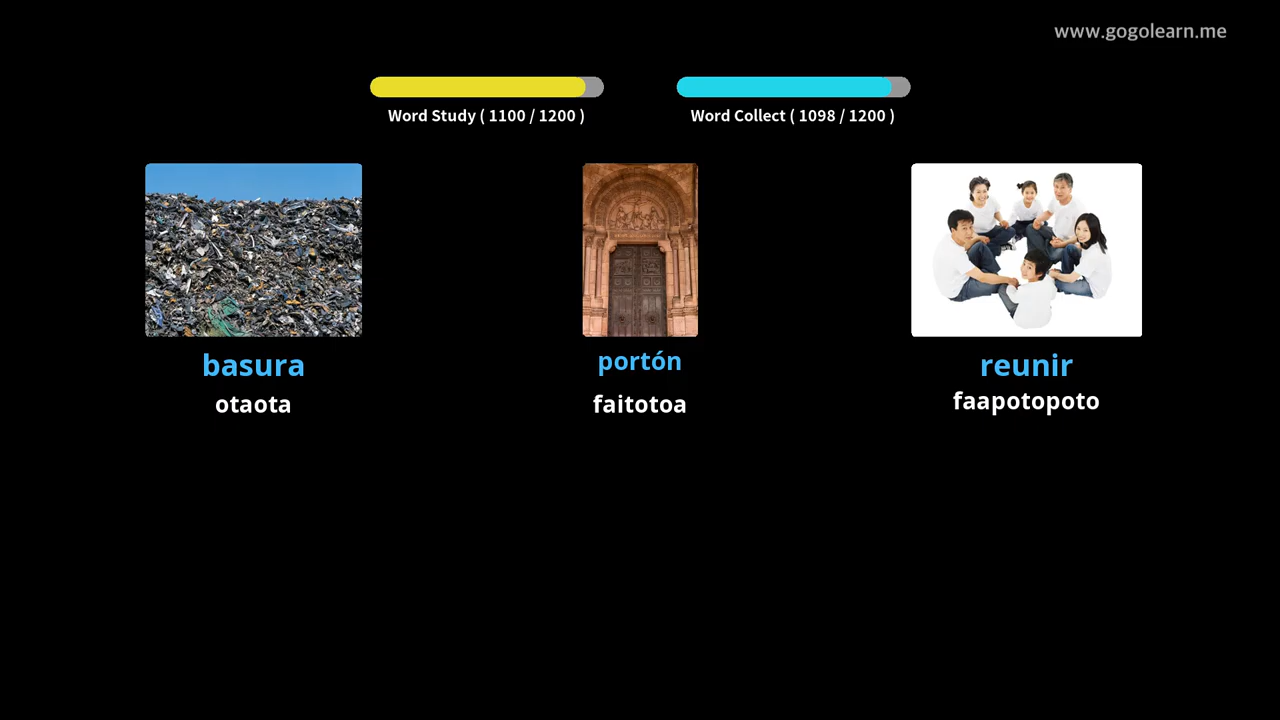 www.gogolearn.me
Word Study ( 1100 / 1200 )
Word Collect ( 1098 / 1200 )
basura
otaota
portón
faitotoa
reunir
faapotopoto